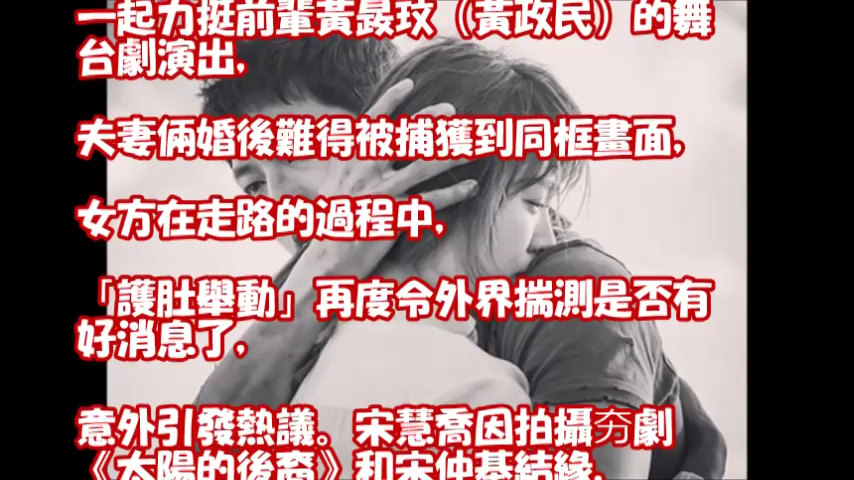 一起力挺前輩黃晸玟（黃政民）的舞
台劇演出,
夫妻倆婚後難得被捕獲到同框畫面,
女方在走路的過程中,
「護肚舉動」再度令外界揣測是否有
好消息了,
意外引發熱議。宋慧喬因拍攝夯劇
《太陽的後裔》和宋仲基結緣,